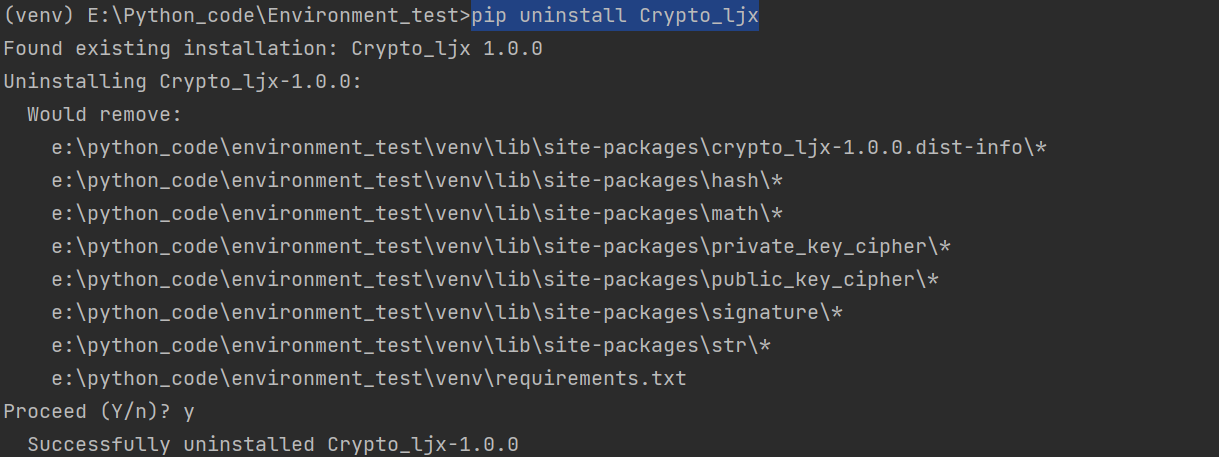 (venv) E:\Python_code\Environment_test>pip uninstall Crypto_ljx
Found existing installation: Crypto_ljx 1.0.0
Uninstalling Crypto_ljx-1.0.0:
  Would remove:
    e:\python_code\environment_test\venv\lib\site-packages\crypto_ljx-1.0.0.dist-info\*
    e:\python_code\environment_test\venv\lib\site-packages\hash\*
    e:\python_code\environment_test\venv\lib\site-packages\math\*
    e:\python_code\environment_test\venv\lib\site-packages\private_key_cipher\*
    e:\python_code\environment_test\venv\lib\site-packages\public_key_cipher\*
    e:\python_code\environment_test\venv\lib\site-packages\signature\*
    e:\python_code\environment_test\venv\lib\site-packages\str\*
    e:\python_code\environment_test\venv\requirements.txt
Proceed (Y/n)? y
  Successfully uninstalled Crypto_ljx-1.0.0